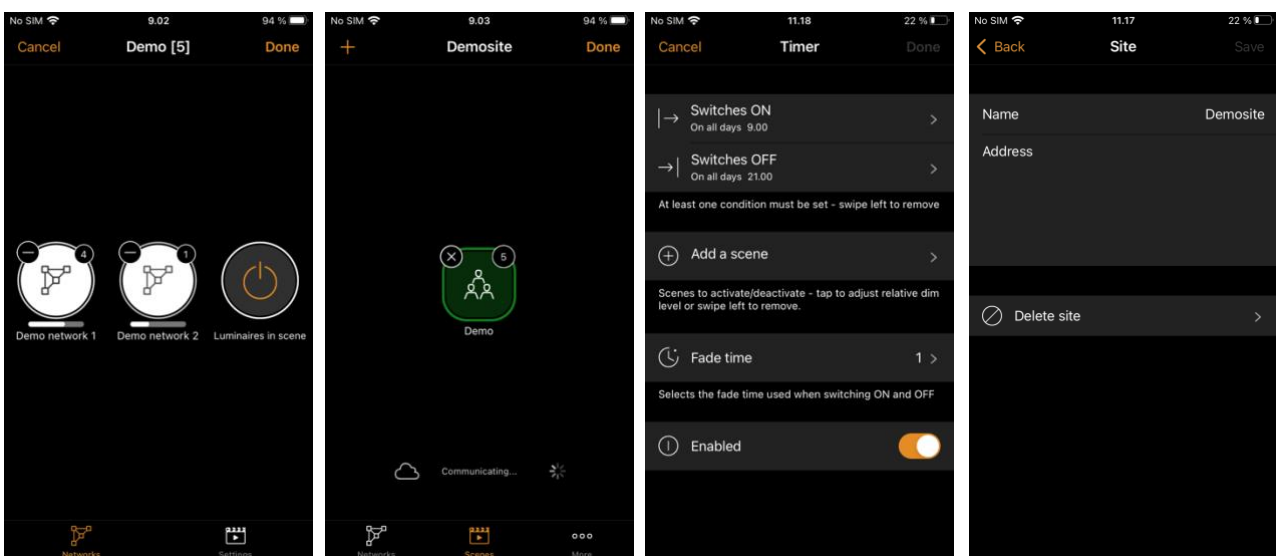 No SIM 9.02 94 %
Cancel Demo [5] Done
4
1
Demo network 1 Demo network 2 Luminaires in scene
Networks Settings
No SIM 9.03 94 %
+ Demosite Done
5
Demo
Communicating...
Networks Scenes More
No SIM 11.18 22 %
Cancel Timer Done
Switches ON
On all days 9.00
Switches OFF
On all days 21.00
At least one condition must be set - swipe left to remove
Add a scene
Scenes to activate/deactivate - tap to adjust relative dim
level or swipe left to remove.
Fade time 1
Selects the fade time used when switching ON and OFF
Enabled
No SIM 11.17 22 %
Back Site Save
Name Demosite
Address
Delete site